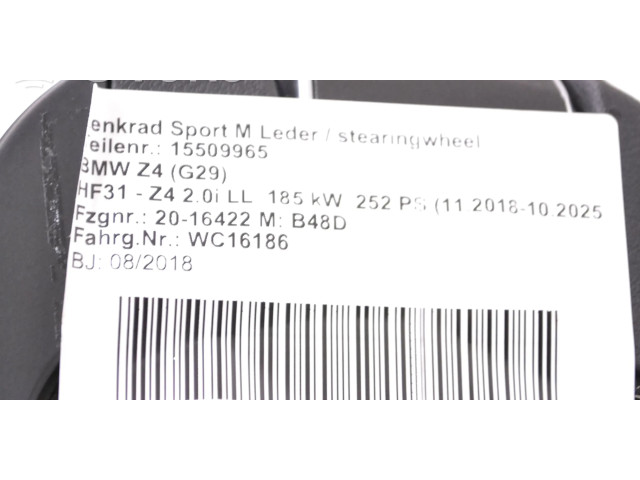 enkrad Sport M Leder / stearingwheel
eilenr.: 15509965
BMW Z4 (G29)
HF31 - Z4 2.0i LL 185 kW 252 PS (11.2018-10.2025
Fzgnr.: 20-16422 M: B48D
Fahrg.Nr.: WC16186
BJ: 08/2018